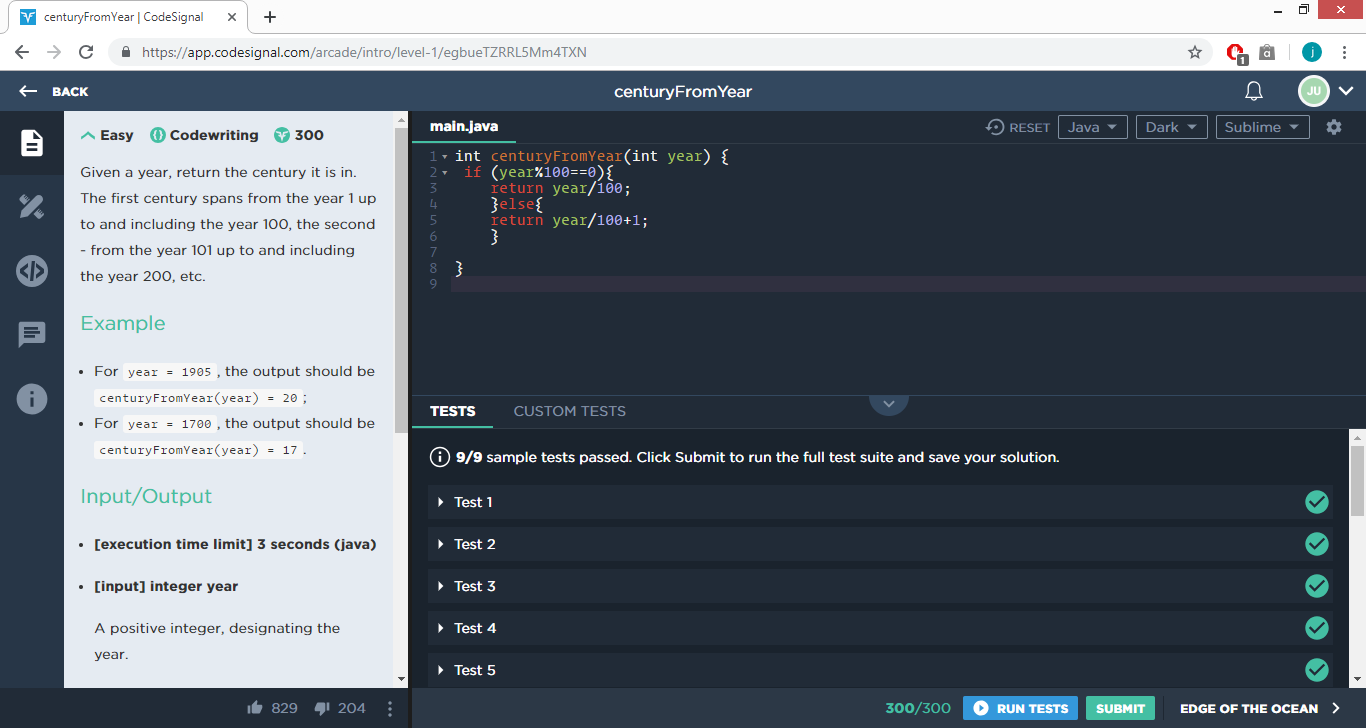 centuryFromYear | CodeSignal
https://app.codesignal.com/arcade/intro/level-1/egbueTZRRL5Mm4TXN
1
j
BACK
centuryFromYear
JU
Easy Codewriting 300
Given a year, return the century it is in.
The first century spans from the year 1 up
to and including the year 100, the second
- from the year 101 up to and including
the year 200, etc.
Example
• For year = 1905 , the output should be
centuryFromYear(year) = 20 ;
• For year = 1700 , the output should be
centuryFromYear(year) = 17 .
Input/Output
• [execution time limit] 3 seconds (java)
• [input] integer year
A positive integer, designating the
year.
829 204
main.java
RESET Java Dark Sublime
1 int centuryFromYear(int year) {
2 if (year%100==0){
3 return year/100;
4 }else{
5 return year/100+1;
6 }
7
8 }
9
TESTS CUSTOM TESTS
9/9 sample tests passed. Click Submit to run the full test suite and save your solution.
Test 1
Test 2
Test 3
Test 4
Test 5
300/300 RUN TESTS SUBMIT EDGE OF THE OCEAN